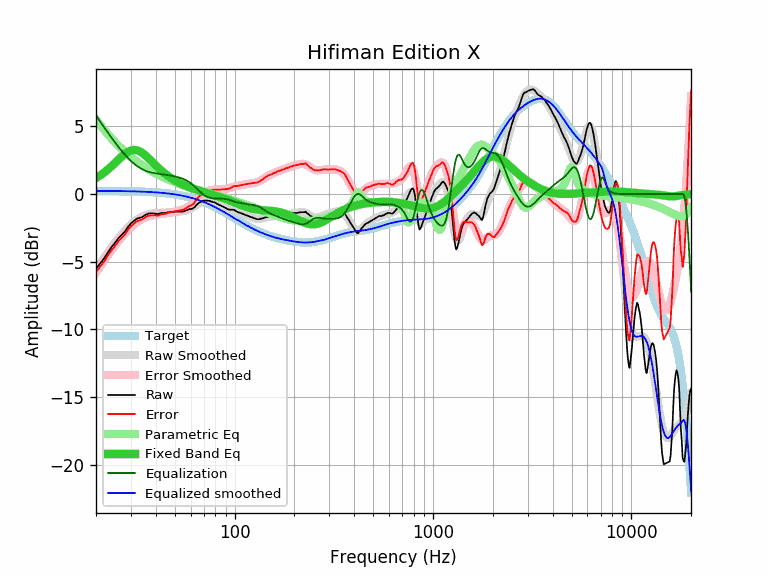 Hifiman Edition X
Amplitude (dBr)
5
0
−5
−10
−15
−20
Target
Raw Smoothed
Error Smoothed
Raw
Error
Parametric Eq
Fixed Band Eq
Equalization
Equalized smoothed
100 1000 10000
Frequency (Hz)